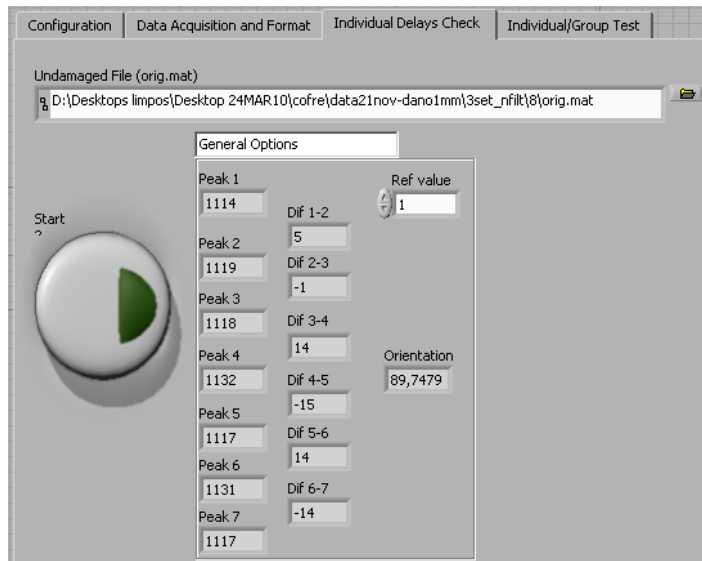 Configuration
Data Acquisition and Format
Individual Delays Check
Individual/Group Test
Undamaged File (orig.mat)
D:\Desktops limpos\Desktop 24MAR10\cofre\data21nov-dano1mm\3set_nfilt\8\orig.mat
General Options
Start
Peak 1
1114
Peak 2
1119
Peak 3
1118
Peak 4
1132
Peak 5
1117
Peak 6
1131
Peak 7
1117
Dif 1-2
5
Dif 2-3
-1
Dif 3-4
14
Dif 4-5
-15
Dif 5-6
14
Dif 6-7
-14
Ref value
1
Orientation
89,7479